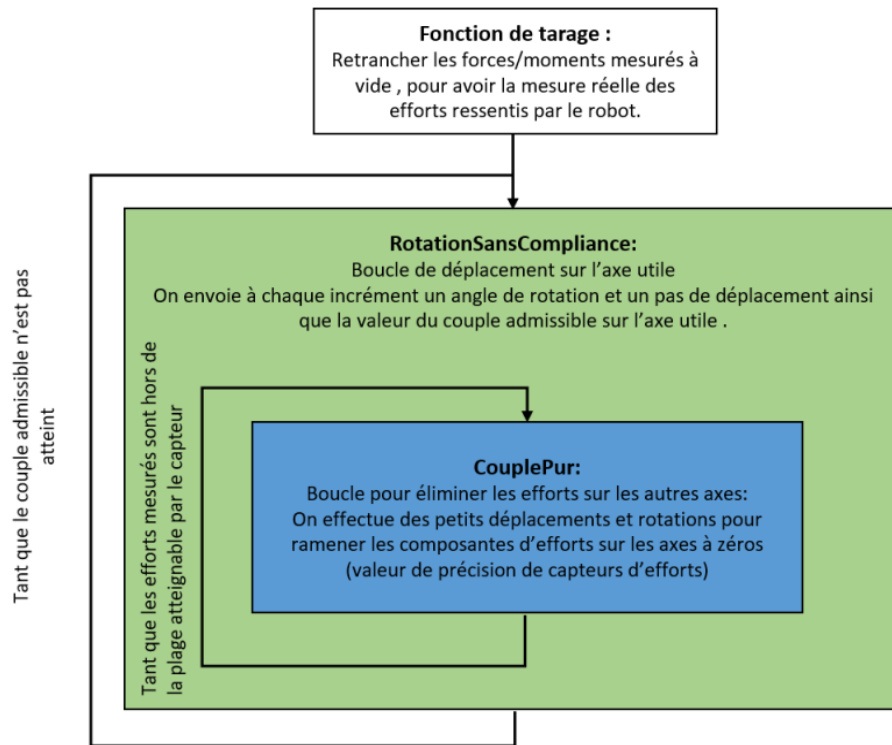 Fonction de tarage :
Retrancher les forces/moments mesurés à
vide , pour avoir la mesure réelle des
efforts ressentis par le robot.
Tant que le couple admissible n’est pas
atteint
RotationSansCompliance:
Boucle de déplacement sur l’axe utile
On envoie à chaque incrément un angle de rotation et un pas de déplacement ainsi
que la valeur du couple admissible sur l’axe utile .
Tant que les efforts mesurés sont hors de
la plage atteignable par le capteur
CouplePur:
Boucle pour éliminer les efforts sur les autres axes:
On effectue des petits déplacements et rotations pour
ramener les composantes d’efforts sur les axes à zéros
(valeur de précision de capteurs d’efforts)